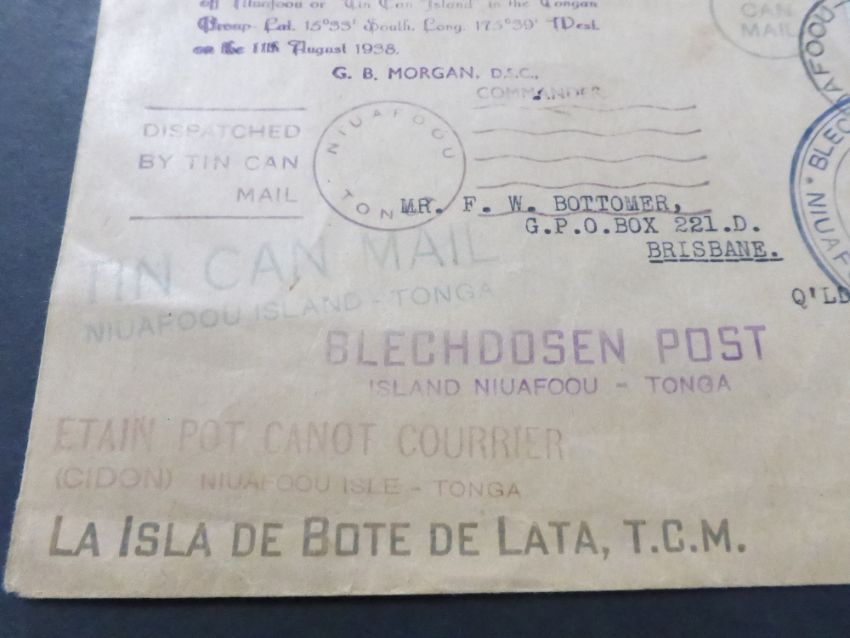 off Niuafoou or "Tin Can Island" in the Tongan
Group - Lat. 15°33' South. Long. 175°39' West.
on the 11th August 1938.
G. B. MORGAN, D.S.C.,
COMMANDER
CAN
MAIL
AFOOU
DISPATCHED
BY TIN CAN
MAIL
NIUAFOOU
TON
MR. F. W. BOTTOMER,
G.P.O.BOX 221.D.
BRISBANE.
Q'LD
TIN CAN MAIL
NIUAFOOU ISLAND - TONGA
BLECHDOSEN POST
ISLAND NIUAFOOU - TONGA
ETAIN POT CANOT COURRIER
(CIDON) NIUAFOOU ISLE - TONGA
LA ISLA DE BOTE DE LATA, T.C.M.